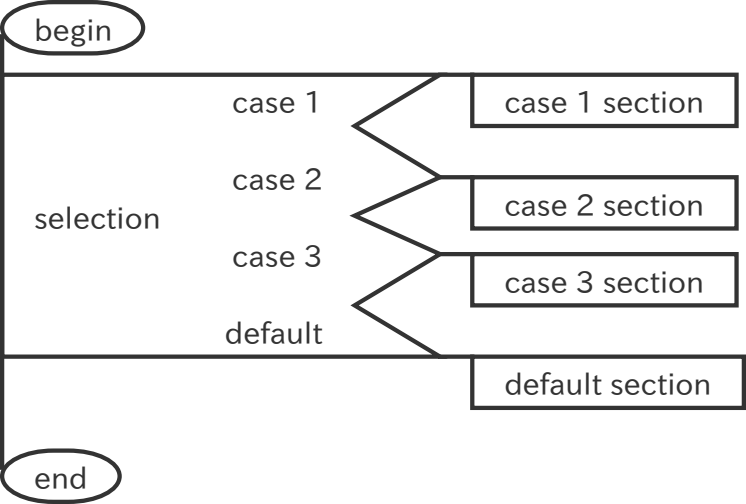 begin
case 1
case 1 section
case 2
case 2 section
selection
case 3
case 3 section
default
default section
end